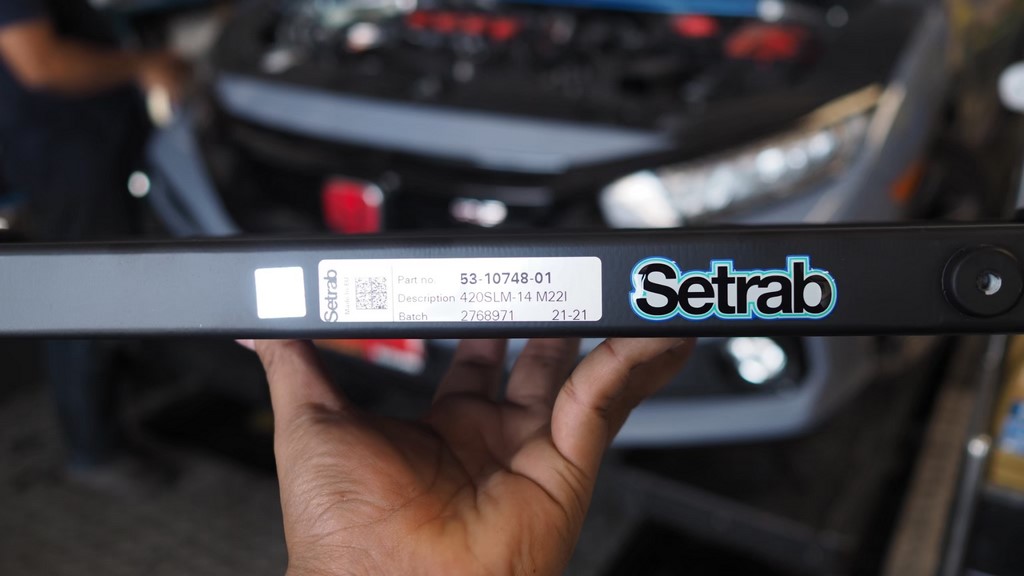 Setrab
Part no. 53-10748-01
Description 420SLM-14 M22I
Batch 2768971 21-21
Setrab